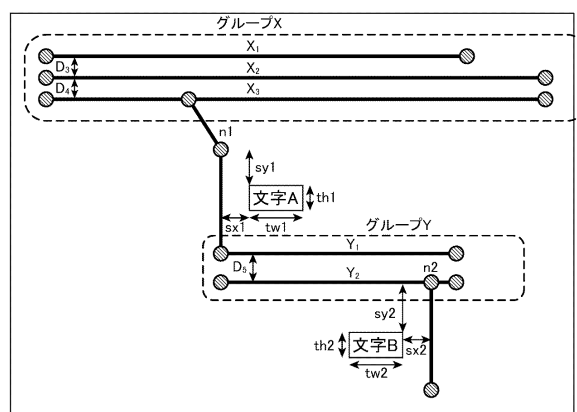 グループX
X₁
D₃
X₂
D₄
X₃
n1
sy1
文字A
th1
sx1
tw1
グループY
Y₁
D₅
Y₂
n2
sy2
th2
文字B
sx2
tw2